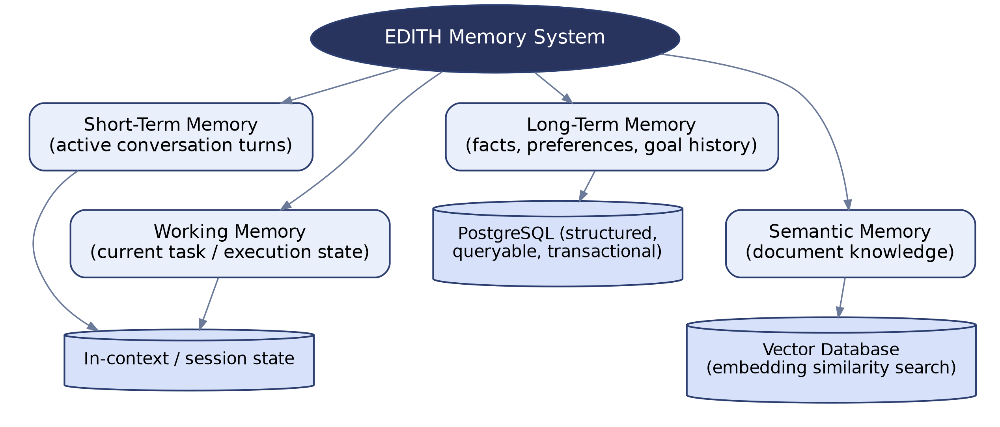 EDITH Memory System
Short-Term Memory
(active conversation turns)
Long-Term Memory
(facts, preferences, goal history)
Working Memory
(current task / execution state)
PostgreSQL (structured,
queryable, transactional)
Semantic Memory
(document knowledge)
In-context / session state
Vector Database
(embedding similarity search)